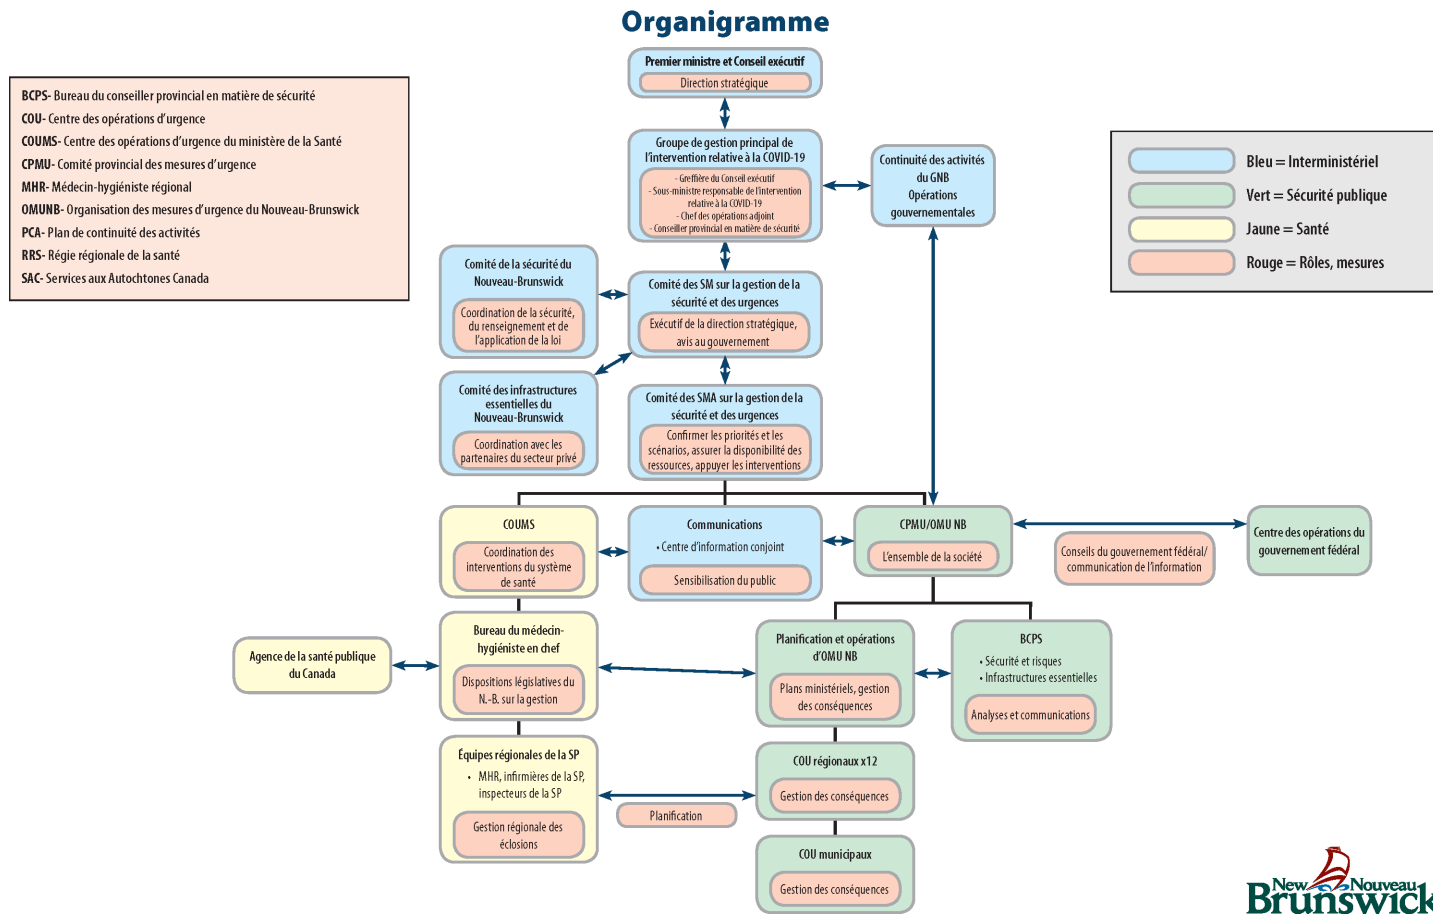 Organigramme
BCPS- Bureau du conseiller provincial en matière de sécurité
COU- Centre des opérations d'urgence
COUMS- Centre des opérations d'urgence du ministère de la Santé
CPMU- Comité provincial des mesures d'urgence
MHR- Médecin-hygiéniste régional
OMUNB- Organisation des mesures d'urgence du Nouveau-Brunswick
PCA- Plan de continuité des activités
RRS- Régie régionale de la santé
SAC- Services aux Autochtones Canada
Premier ministre et Conseil exécutif
Direction stratégique
Groupe de gestion principal de
l'intervention relative à la COVID-19
- Greffière du Conseil exécutif
- Sous-ministre responsable de l'intervention
relative à la COVID-19
- Chef des opérations adjoint
- Conseiller provincial en matière de sécurité
Continuité des activités
du GNB
Opérations
gouvernementales
Bleu = Interministériel
Vert = Sécurité publique
Jaune = Santé
Rouge = Rôles, mesures
Comité de la sécurité du
Nouveau-Brunswick
Coordination de la sécurité,
du renseignement et de
l'application de la loi
Comité des SM sur la gestion de la
sécurité et des urgences
Exécutif de la direction stratégique,
avis au gouvernement
Comité des infrastructures
essentielles du
Nouveau-Brunswick
Coordination avec les
partenaires du secteur privé
Comité des SMA sur la gestion de la
sécurité et des urgences
Confirmer les priorités et les
scénarios, assurer la disponibilité des
ressources, appuyer les interventions
COUMS
Coordination des
interventions du système
de santé
Communications
• Centre d'information conjoint
Sensibilisation du public
CPMU/OMU NB
L'ensemble de la société
Conseils du gouvernement fédéral/
communication de l'information
Centre des opérations du
gouvernement fédéral
Agence de la santé publique
du Canada
Bureau du médecin-
hygiéniste en chef
Dispositions législatives du
N.-B. sur la gestion
Planification et opérations
d'OMU NB
Plans ministériels, gestion
des conséquences
BCPS
• Sécurité et risques
• Infrastructures essentielles
Analyses et communications
Équipes régionales de la SP
• MHR, infirmières de la SP,
inspecteurs de la SP
Gestion régionale des
éclosions
Planification
COU régionaux x12
Gestion des conséquences
COU municipaux
Gestion des conséquences
New Nouveau
Brunswick